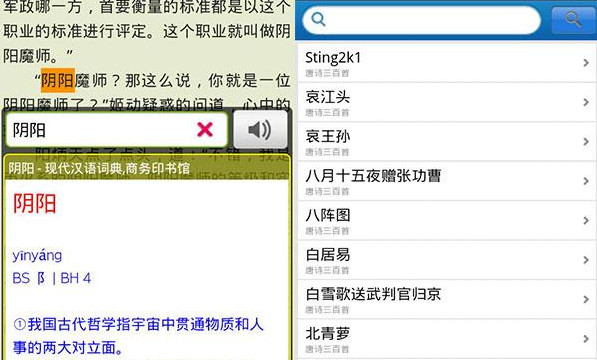 军政哪一方，首要衡量的标准都是以这个
职业的标准进行评定。这个职业就叫做阴
阳魔师。”
“阴阳魔师？那这么说，你就是一位
阴阳魔师了？”姬动疑惑的问道，心中的
阴阳
阴阳 - 现代汉语词典,商务印书馆
阴阳
yīnyáng
BS 阝 | BH 4
①我国古代哲学指宇宙中贯通物质和人
事的两大对立面。
Sting2k1
唐诗三百首
哀江头
唐诗三百首
哀王孙
唐诗三百首
八月十五夜赠张功曹
唐诗三百首
八阵图
唐诗三百首
白居易
唐诗三百首
白雪歌送武判官归京
唐诗三百首
北青萝
唐诗三百首